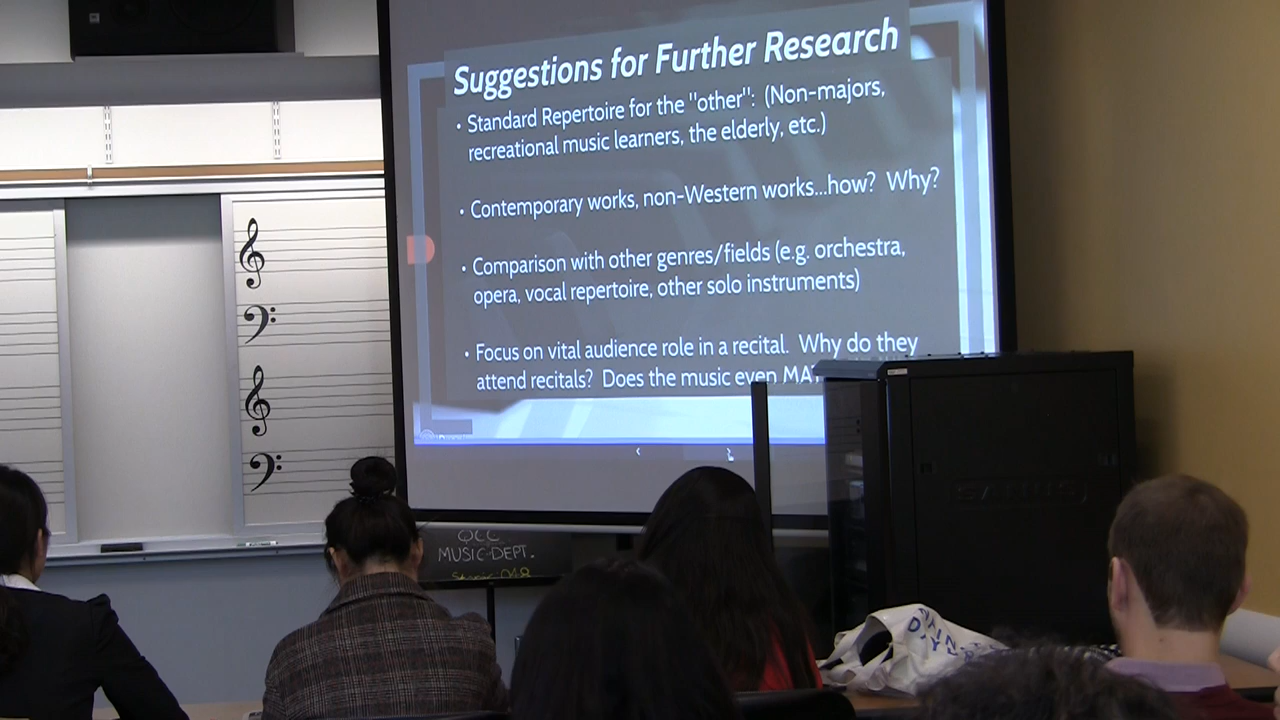 Suggestions for Further Research
• Standard Repertoire for the "other": (Non-majors,
recreational music learners, the elderly, etc.)
• Contemporary works, non-Western works...how? Why?
• Comparison with other genres/fields (e.g. orchestra,
opera, vocal repertoire, other solo instruments)
• Focus on vital audience role in a recital. Why do they
attend recitals? Does the music even MAT
QCC
MUSIC DEPT.